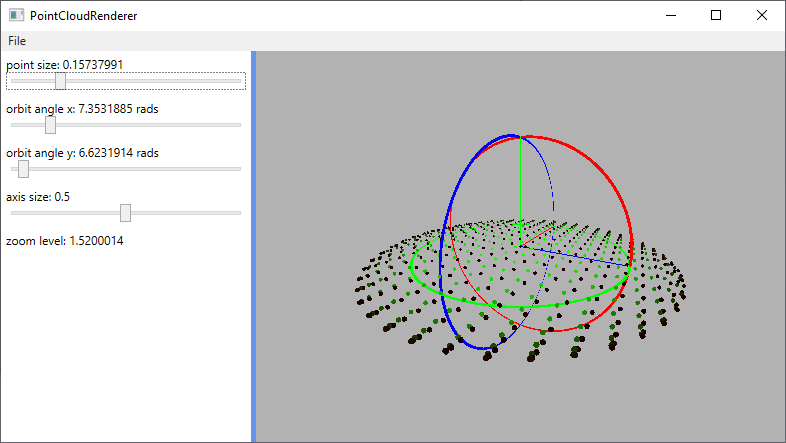 PointCloudRenderer
File
point size: 0.15737991
orbit angle x: 7.3531885 rads
orbit angle y: 6.6231914 rads
axis size: 0.5
zoom level: 1.5200014